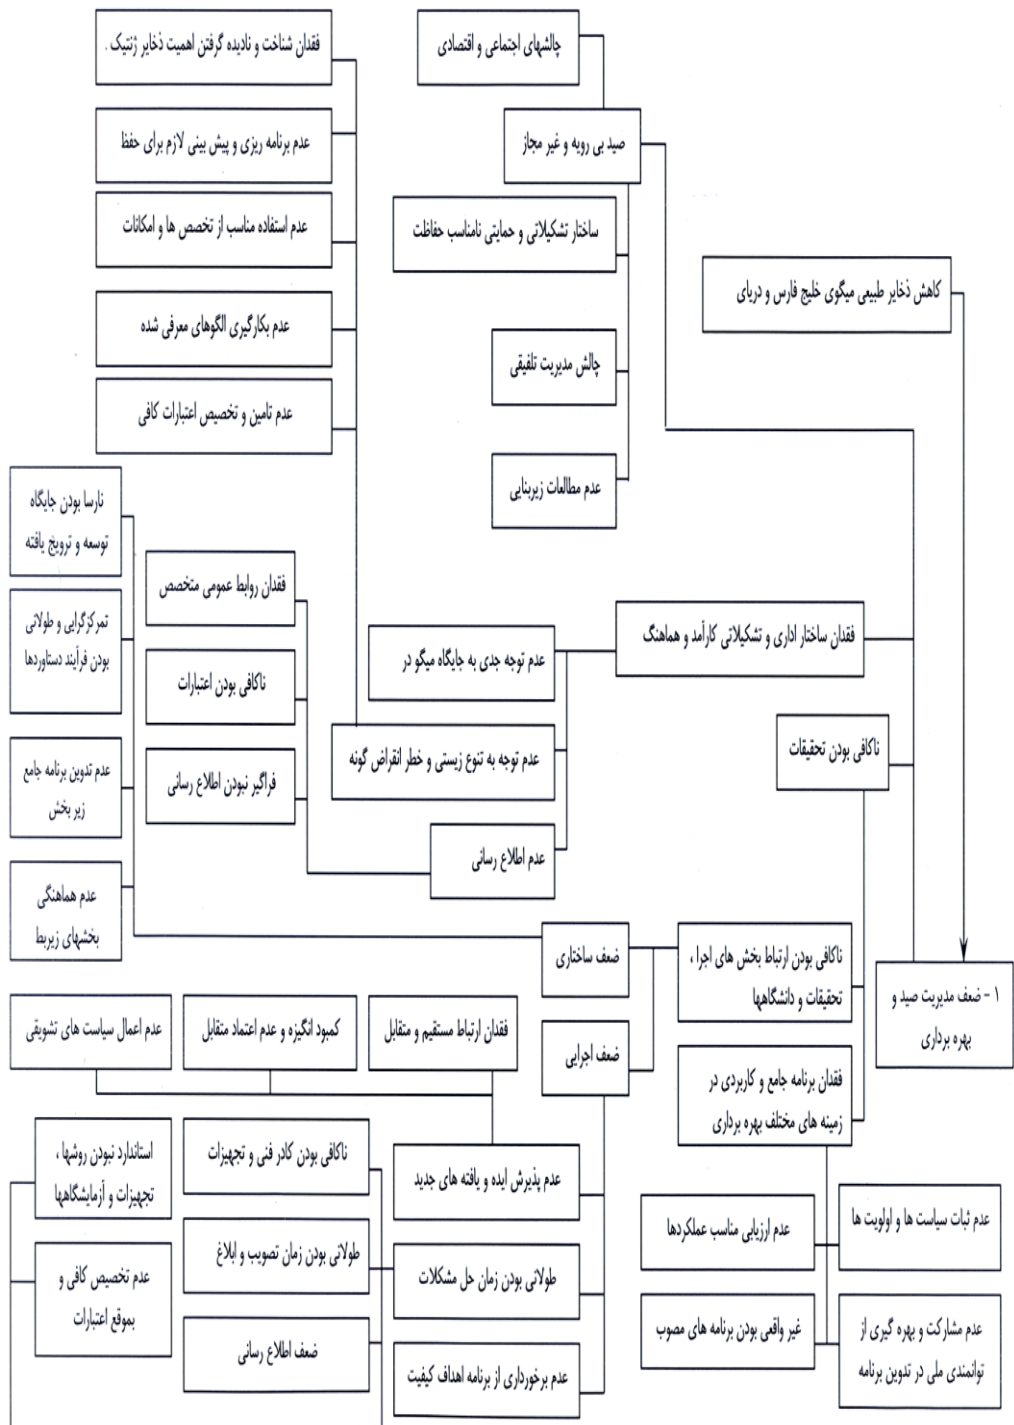 چالشهای اجتماعی و اقتصادی
فقدان شناخت و نادیده گرفتن اهمیت ذخایر ژنتیک .
صید بی رویه و غیر مجاز
عدم برنامه ریزی و پیش بینی لازم برای حفظ
ساختار تشکیلاتی و حمایتی نامناسب حفاظت
عدم استفاده مناسب از تخصص ها و امکانات
کاهش ذخایر طبیعی میگوی خلیج فارس و دریای
عدم بکارگیری الگوهای معرفی شده
چالش مدیریت تلفیقی
عدم تامین و تخصیص اعتبارات کافی
عدم مطالعات زیربنایی
نارسا بودن جایگاه
توسعه و ترویج یافته
فقدان روابط عمومی متخصص
تمرکزگرایی و طولانی
بودن فرآیند دستاوردها
فقدان ساختار اداری و تشکیلاتی کارآمد و هماهنگ
عدم توجه جدی به جایگاه میگو در
ناکافی بودن اعتبارات
ناکافی بودن تحقیقات
عدم توجه به تنوع زیستی و خطر انقراض گونه
فراگیر نبودن اطلاع رسانی
عدم تدوین برنامه جامع
زیر بخش
عدم اطلاع رسانی
عدم هماهنگی
بخشهای زیربط
ناکافی بودن ارتباط بخش های اجرا ،
تحقیقات و دانشگاهها
ضعف ساختاری
۱ - ضعف مدیریت صید و
بهره برداری
ضعف اجرایی
فقدان ارتباط مستقیم و متقابل
کمبود انگیزه و عدم اعتماد متقابل
عدم اعمال سیاست های تشویقی
فقدان برنامه جامع و کاربردی در
زمینه های مختلف بهره برداری
عدم پذیرش ایده و یافته های جدید
ناکافی بودن کادر فنی و تجهیزات
استاندارد نبودن روشها ،
تجهیزات و آزمایشگاهها
عدم ثبات سیاست ها و اولویت ها
عدم ارزیابی مناسب عملکردها
طولانی بودن زمان حل مشکلات
طولانی بودن زمان تصویب و ابلاغ
عدم تخصیص کافی و
بموقع اعتبارات
عدم مشارکت و بهره گیری از
توانمندی ملی در تدوین برنامه
غیر واقعی بودن برنامه های مصوب
عدم برخورداری از برنامه اهداف کیفیت
ضعف اطلاع رسانی